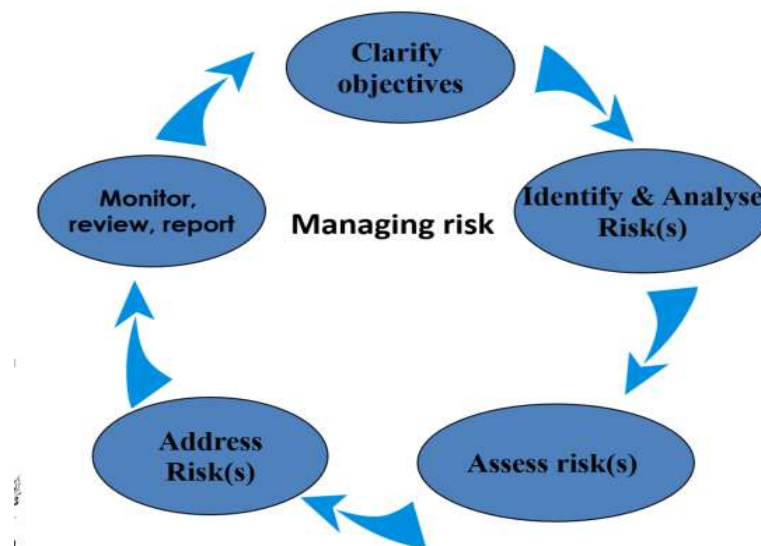 Clarify
objectives
Identify & Analyse
Risk(s)
Monitor,
review, report
Managing risk
Address
Risk(s)
Assess risk(s)